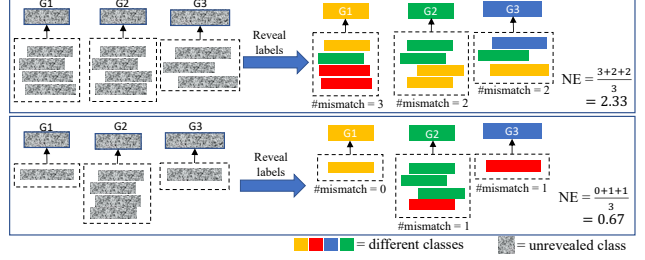 G1 G2 G3
Reveal
labels
G1 G2 G3
#mismatch = 3 #mismatch = 2 #mismatch = 2
NE = (3+2+2)/3
= 2.33
G1 G2 G3
Reveal
labels
G1 G2 G3
#mismatch = 0 #mismatch = 1 #mismatch = 1
NE = (0+1+1)/3
= 0.67
= different classes = unrevealed class